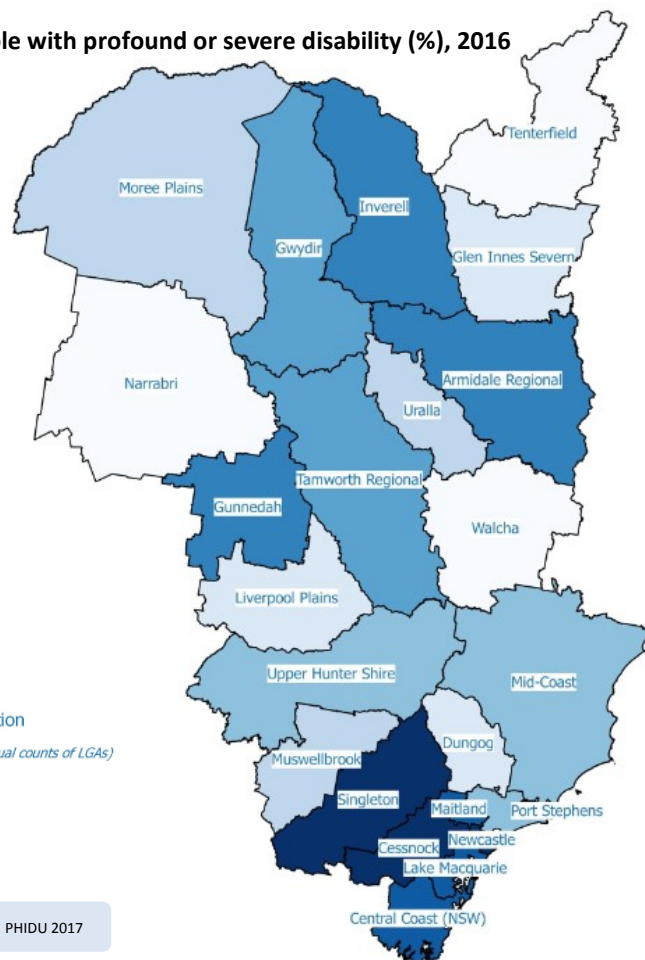 ple with profound or severe disability (%), 2016
Tenterfield
Moree Plains
Inverell
Gwydir
Glen Innes Severn
Narrabri
Armidale Regional
Uralla
Tamworth Regional
Gunnedah
Walcha
Liverpool Plains
Upper Hunter Shire
Mid-Coast
tion
ual counts of LGAs)
Dungog
Muswellbrook
Singleton
Maitland
Port Stephens
Newcastle
Cessnock
Lake Macquarie
Central Coast (NSW)
PHIDU 2017